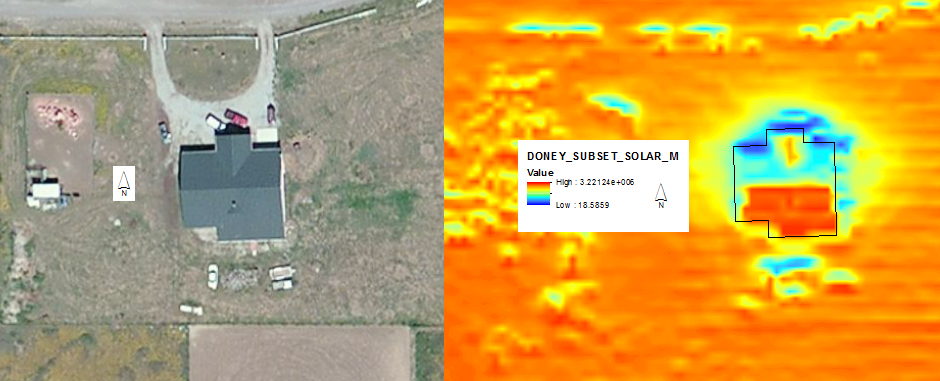 N
DONEY_SUBSET_SOLAR_M
Value
High : 3.22124e+006
Low : 18.5859
N